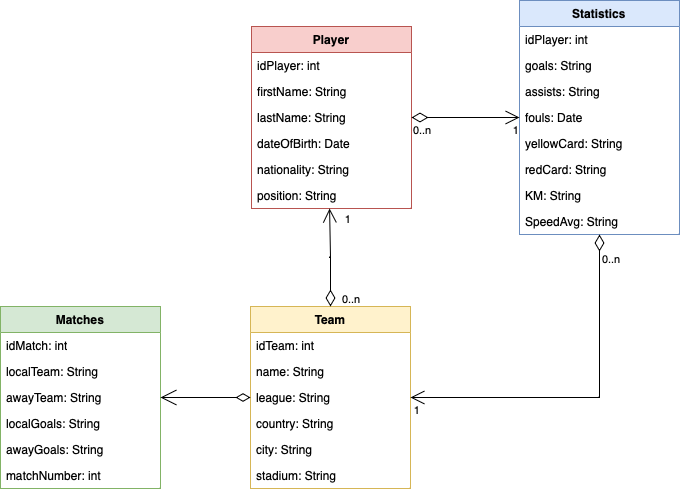 Statistics
idPlayer: int
goals: String
assists: String
fouls: Date
yellowCard: String
redCard: String
KM: String
SpeedAvg: String
Player
idPlayer: int
firstName: String
lastName: String
dateOfBirth: Date
nationality: String
position: String
0..n
1
1
0..n
0..n
1
Matches
idMatch: int
localTeam: String
awayTeam: String
localGoals: String
awayGoals: String
matchNumber: int
Team
idTeam: int
name: String
league: String
country: String
city: String
stadium: String